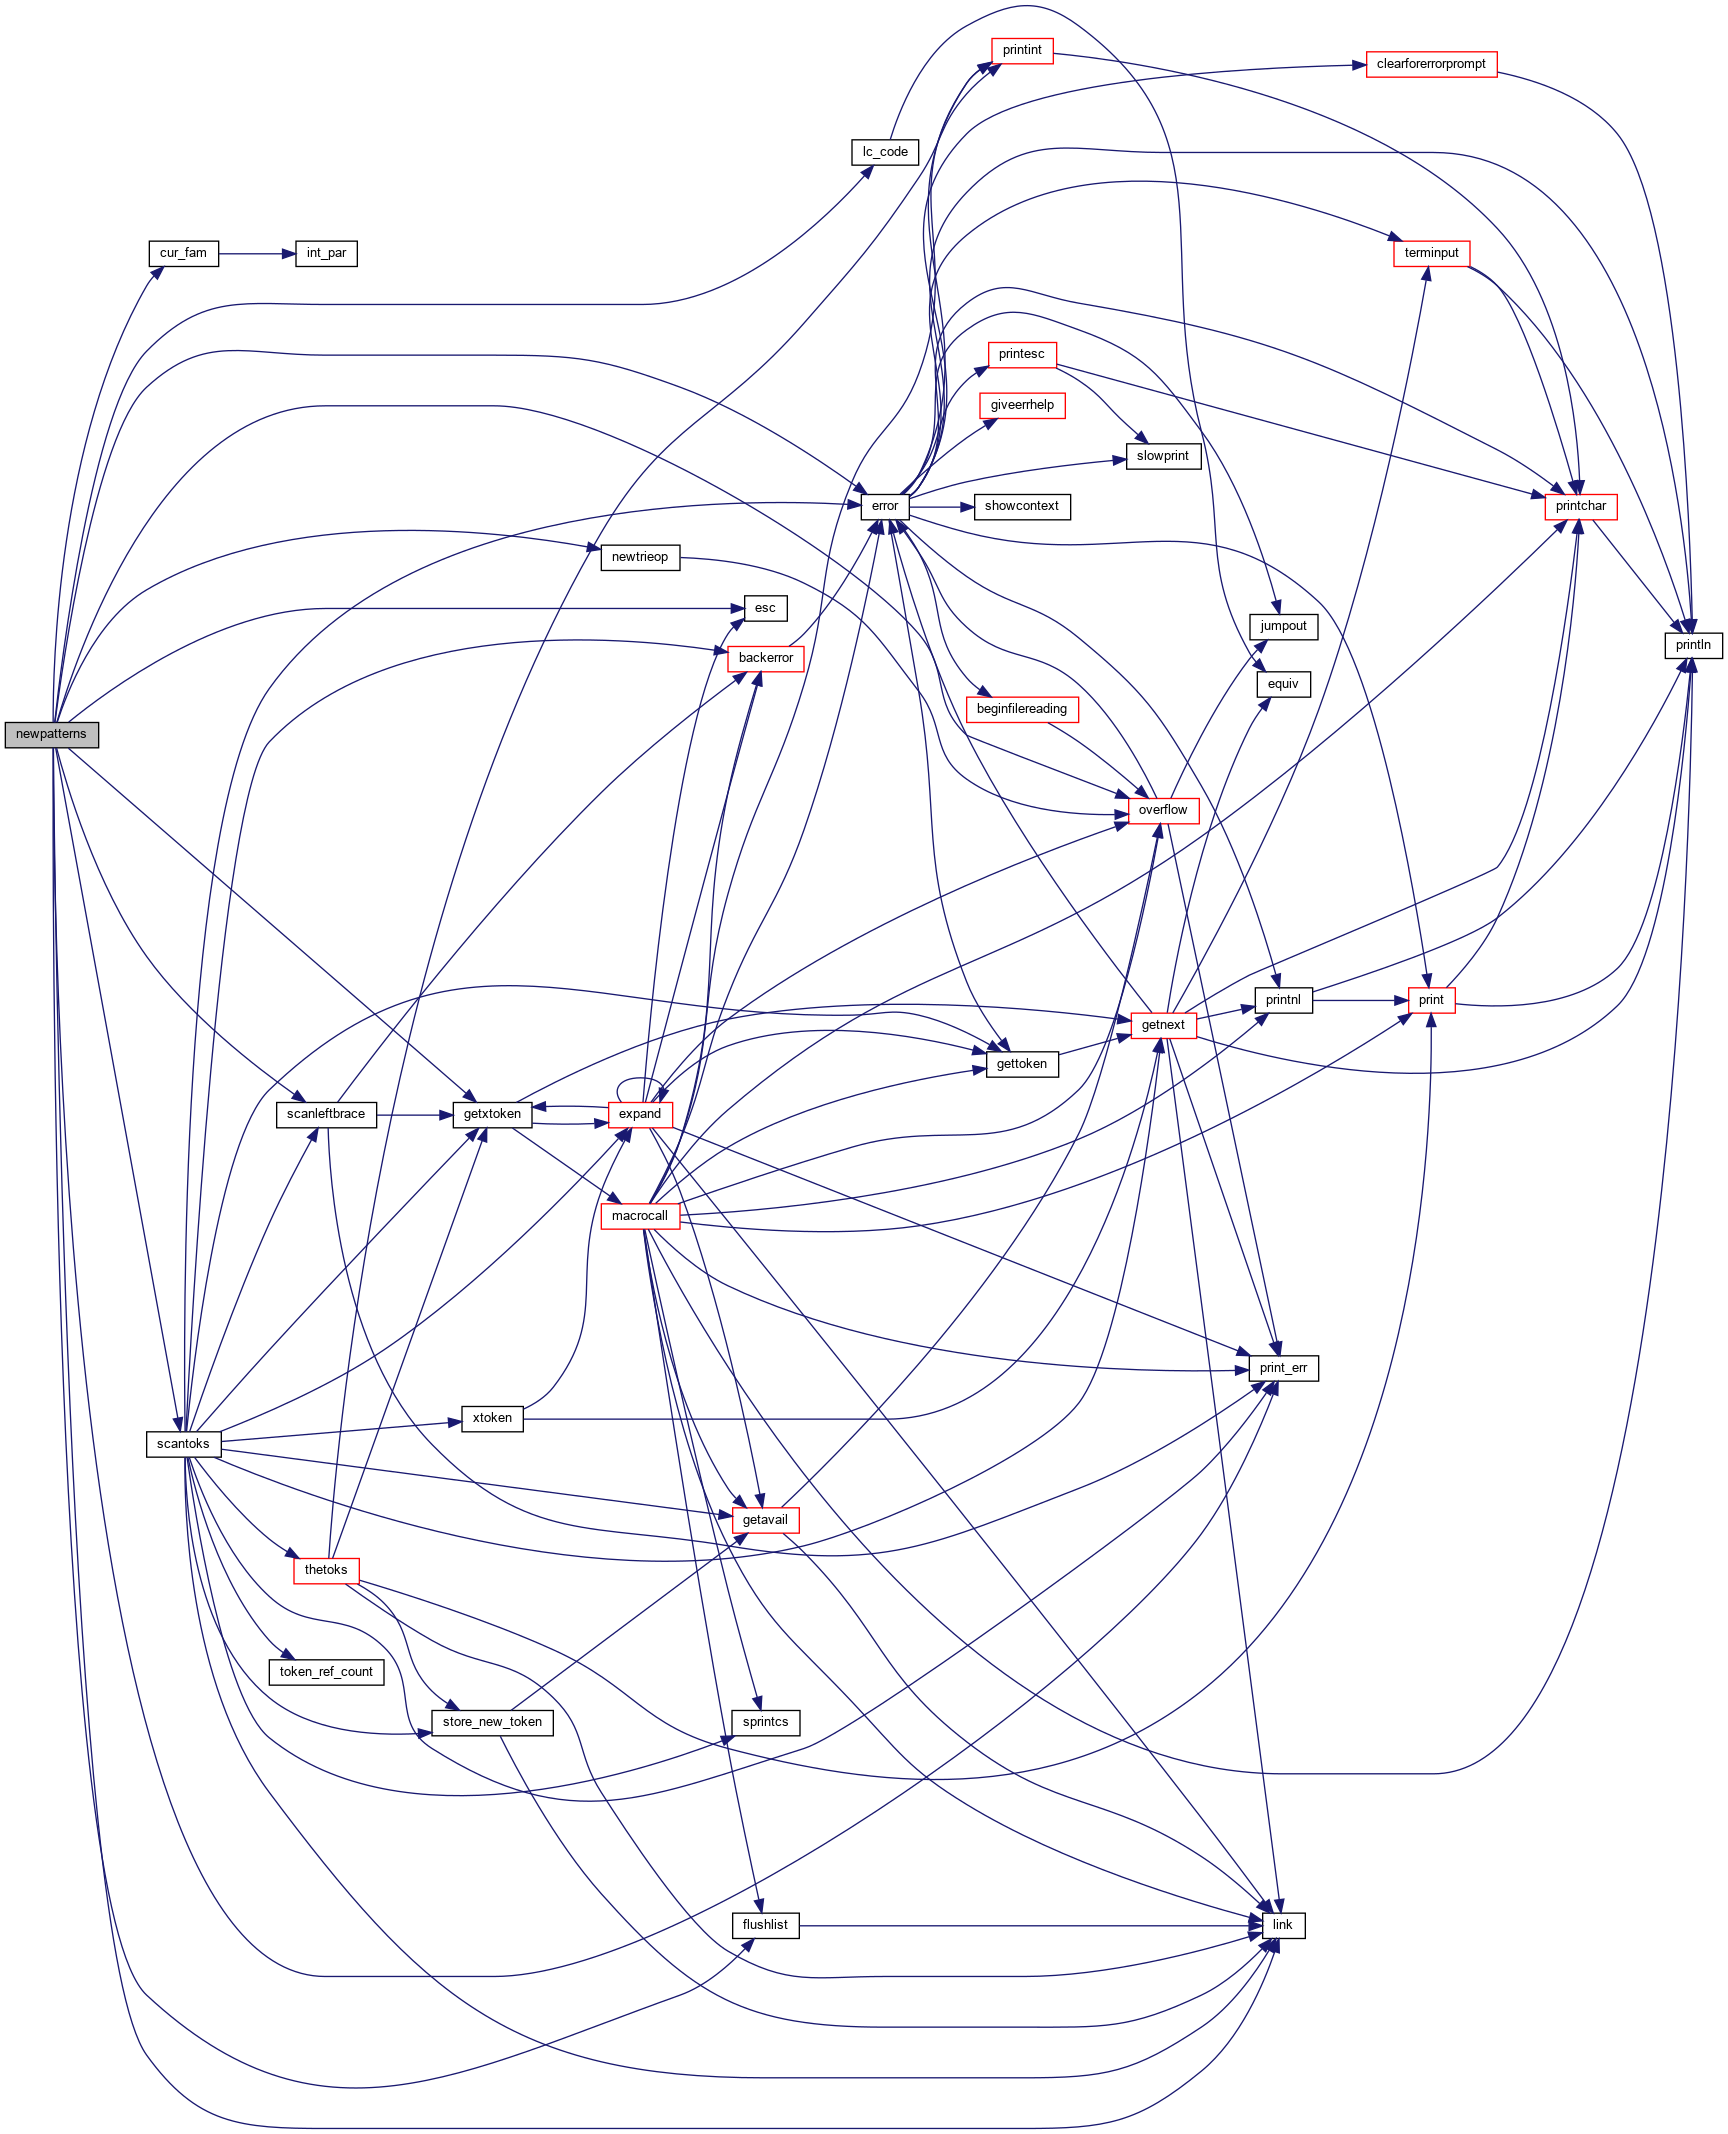 printint
clearforerrorprompt
lc_code
cur_fam
int_par
terminput
printesc
giveerrhelp
slowprint
error
showcontext
printchar
newtrieop
esc
jumpout
println
backerror
equiv
beginfilereading
newpatterns
overflow
printnl
print
getnext
gettoken
scanleftbrace
getxtoken
expand
macrocall
print_err
xtoken
scantoks
getavail
thetoks
token_ref_count
store_new_token
sprintcs
flushlist
link